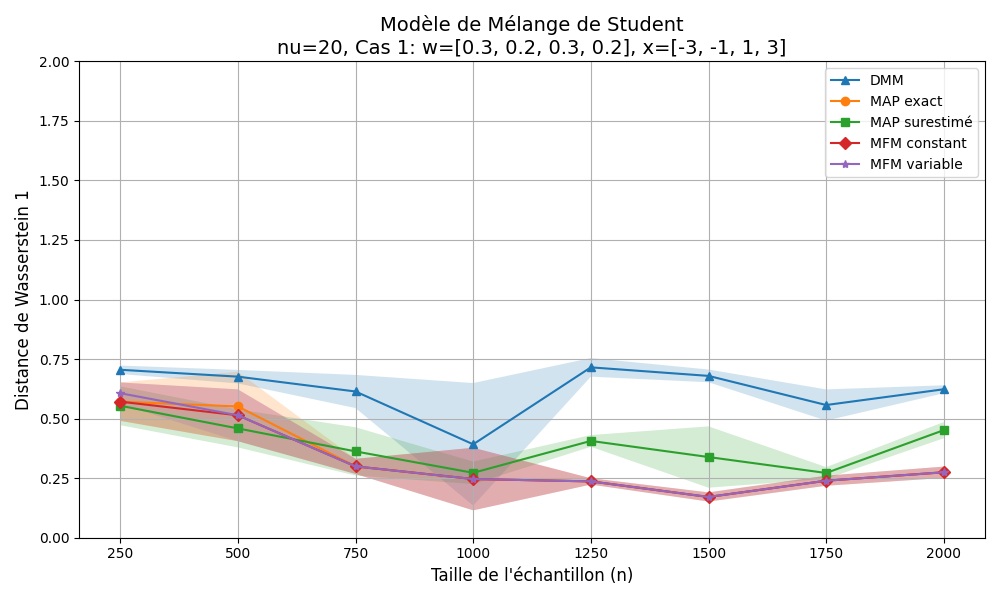 Modèle de Mélange de Student
nu=20, Cas 1: w=[0.3, 0.2, 0.3, 0.2], x=[-3, -1, 1, 3]
2.00
1.75
1.50
1.25
1.00
0.75
0.50
0.25
0.00
Distance de Wasserstein 1
DMM
MAP exact
MAP surestimé
MFM constant
MFM variable
250 500 750 1000 1250 1500 1750 2000
Taille de l'échantillon (n)